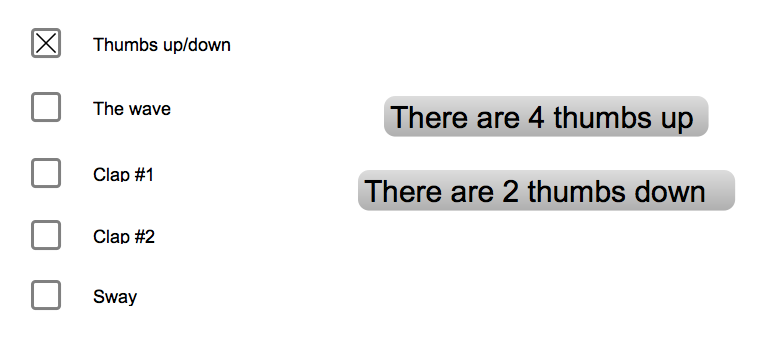 Thumbs up/down
The wave
There are 4 thumbs up
Clap #1
There are 2 thumbs down
Clap #2
Sway